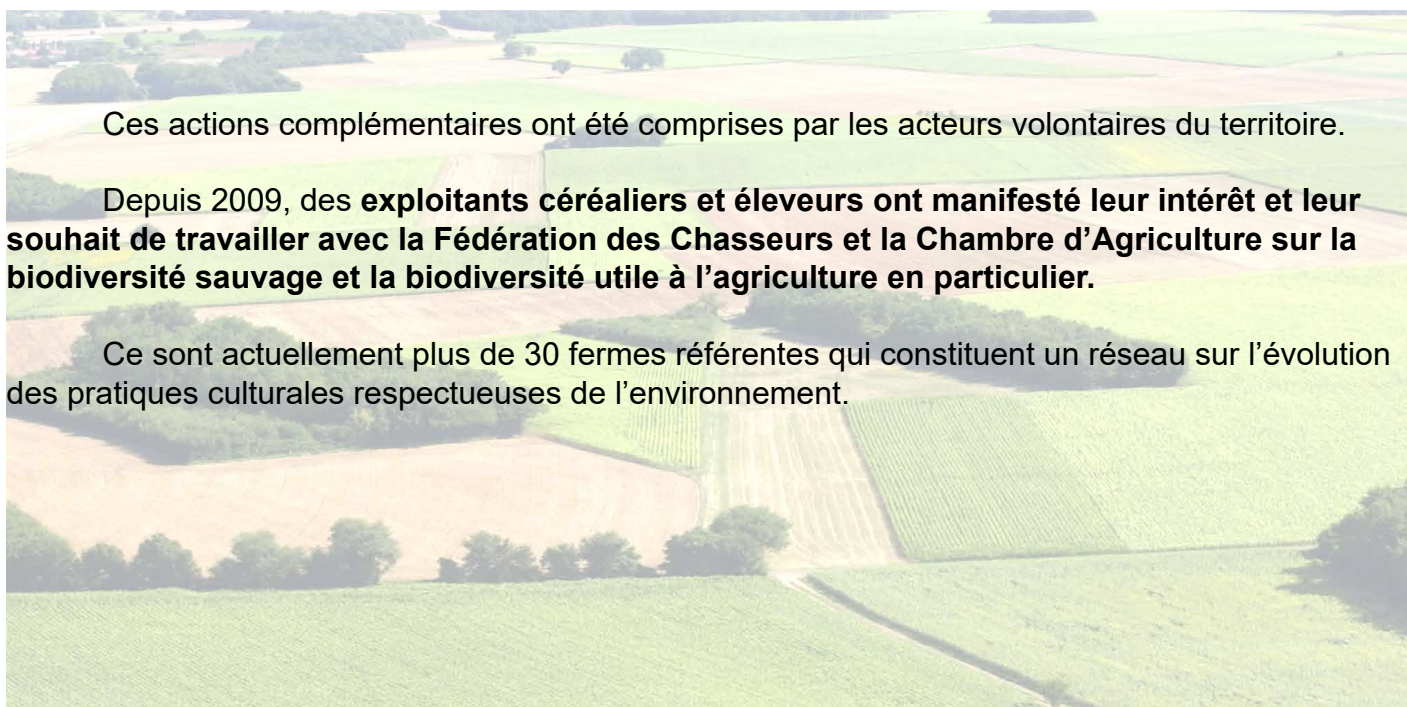 Ces actions complémentaires ont été comprises par les acteurs volontaires du territoire.
Depuis 2009, des exploitants céréaliers et éleveurs ont manifesté leur intérêt et leur
souhait de travailler avec la Fédération des Chasseurs et la Chambre d’Agriculture sur la
biodiversité sauvage et la biodiversité utile à l’agriculture en particulier.
Ce sont actuellement plus de 30 fermes référentes qui constituent un réseau sur l’évolution
des pratiques culturales respectueuses de l’environnement.